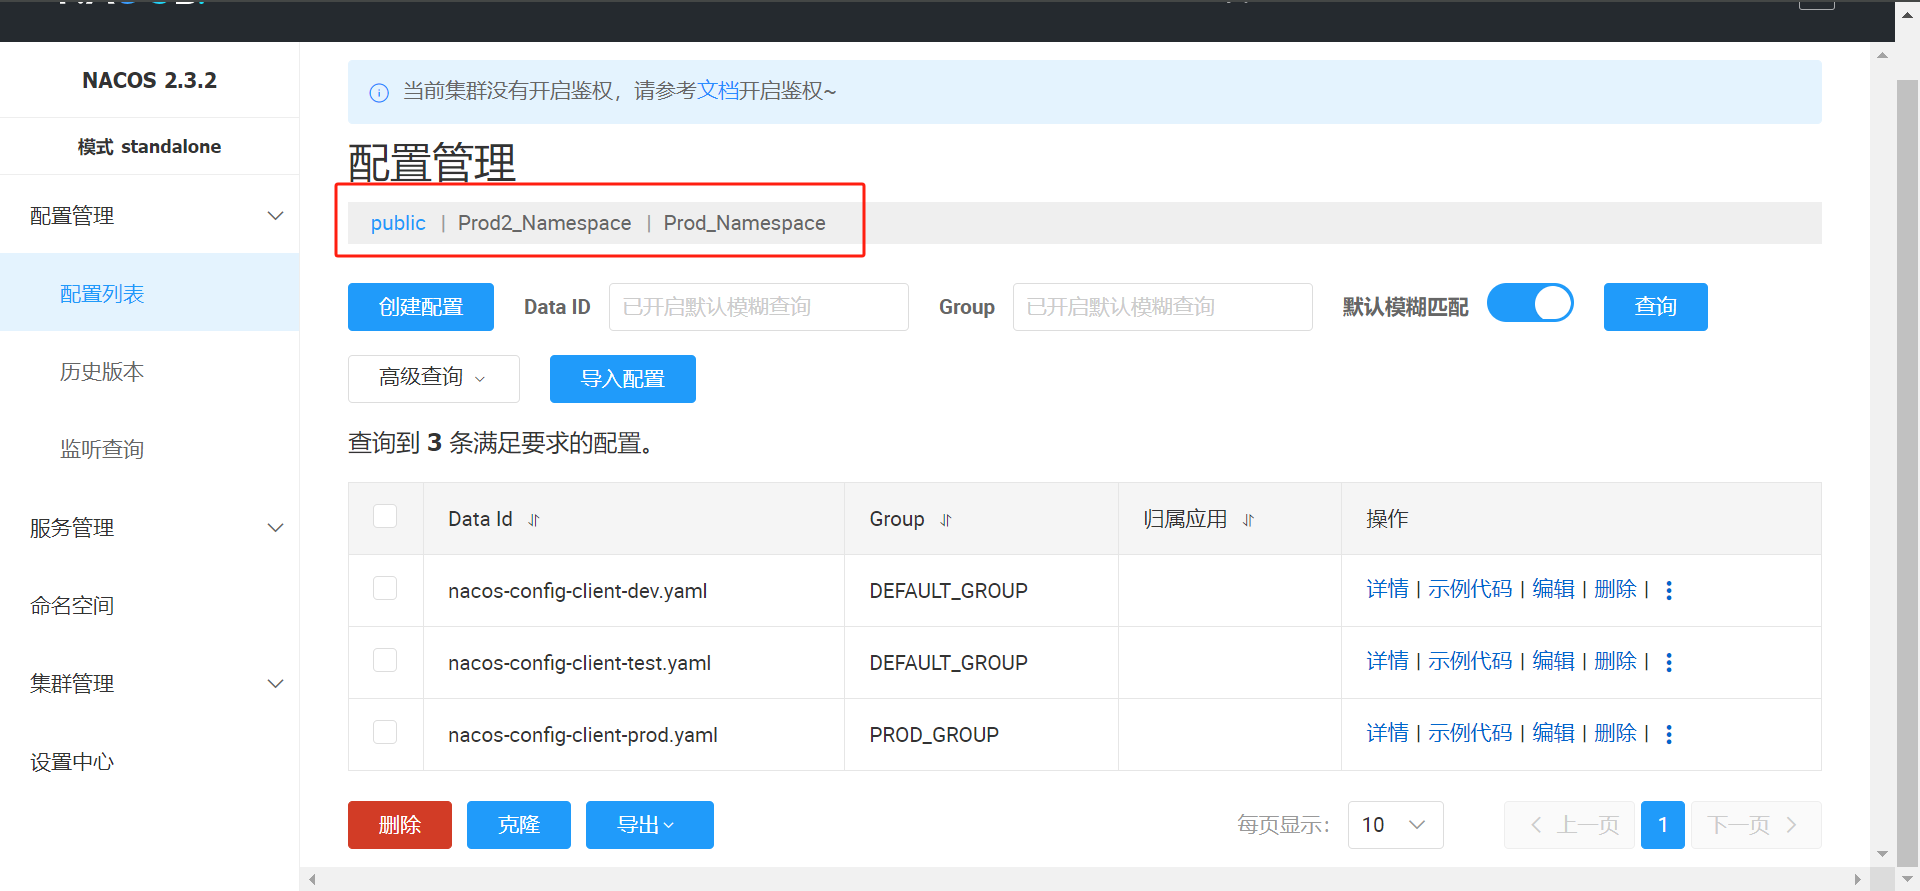 NACOS 2.3.2
模式 standalone
配置管理
配置列表
历史版本
监听查询
服务管理
命名空间
集群管理
设置中心
当前集群没有开启鉴权，请参考文档开启鉴权~
配置管理
public | Prod2_Namespace | Prod_Namespace
创建配置 Data ID 已开启默认模糊查询 Group 已开启默认模糊查询 默认模糊匹配 查询
高级查询 导入配置
查询到 3 条满足要求的配置。
Data Id Group 归属应用 操作
nacos-config-client-dev.yaml DEFAULT_GROUP 详情 | 示例代码 | 编辑 | 删除 |
nacos-config-client-test.yaml DEFAULT_GROUP 详情 | 示例代码 | 编辑 | 删除 |
nacos-config-client-prod.yaml PROD_GROUP 详情 | 示例代码 | 编辑 | 删除 |
删除 克隆 导出 每页显示： 10 上一页 1 下一页